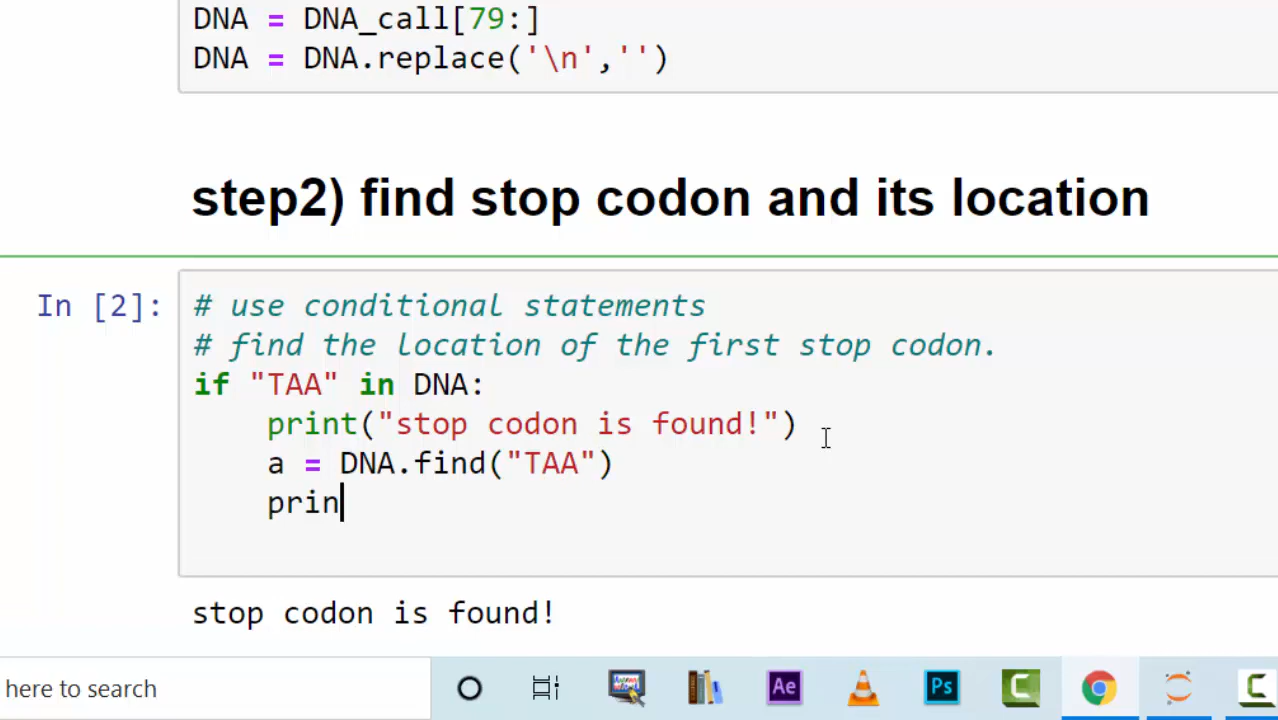 DNA = DNA_call[79:]
DNA = DNA.replace('\n','')
step2) find stop codon and its location
In [2]:
# use conditional statements
# find the location of the first stop codon.
if "TAA" in DNA:
    print("stop codon is found!")
    a = DNA.find("TAA")
    prin
stop codon is found!
here to search
Ae
Ps